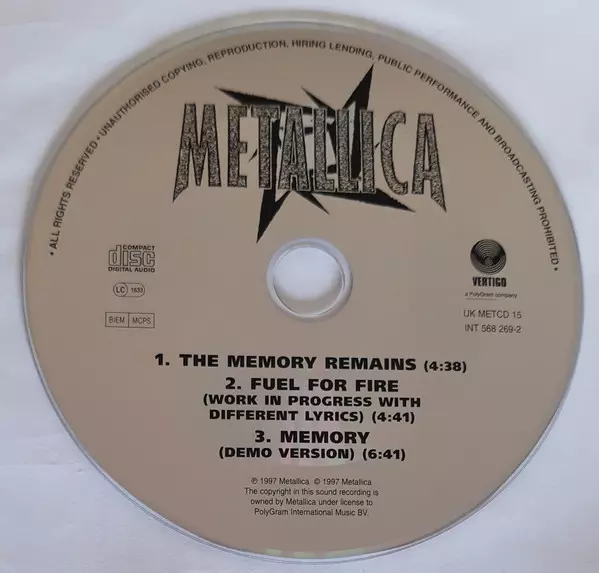 • ALL RIGHTS RESERVED • UNAUTHORISED COPYING, REPRODUCTION, HIRING LENDING, PUBLIC PERFORMANCE AND BROADCASTING PROHIBITED •
METALLICA
COMPACT
disc
DIGITAL AUDIO
LC 1633
BIEM MCPS
VERTIGO
a PolyGram company
UK METCD 15
INT 568 269-2
1. THE MEMORY REMAINS (4:38)
2. FUEL FOR FIRE
(WORK IN PROGRESS WITH
DIFFERENT LYRICS) (4:41)
3. MEMORY
(DEMO VERSION) (6:41)
℗ 1997 Metallica © 1997 Metallica
The copyright in this sound recording is
owned by Metallica under license to
PolyGram International Music BV.